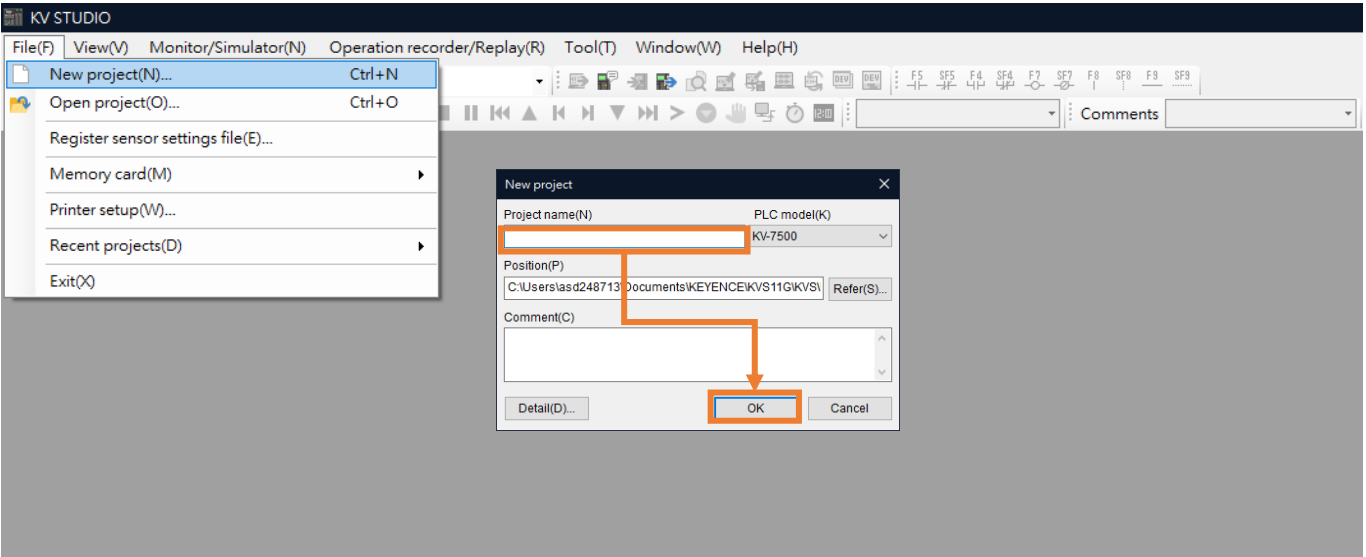 KV STUDIO
File(F) View(V) Monitor/Simulator(N) Operation recorder/Replay(R) Tool(T) Window(W) Help(H)
New project(N)... Ctrl+N
Open project(O)... Ctrl+O
Register sensor settings file(E)...
Memory card(M)
Printer setup(W)...
Recent projects(D)
Exit(X)
DEV DEV F5 SF5 F4 SF4 F7 SF7 F8 SF8 F9 SF9
Comments
New project
Project name(N) PLC model(K)
KV-7500
Position(P)
C:\Users\asd248713\Documents\KEYENCE\KVS11G\KVS\ Refer(S)...
Comment(C)
Detail(D)... OK Cancel